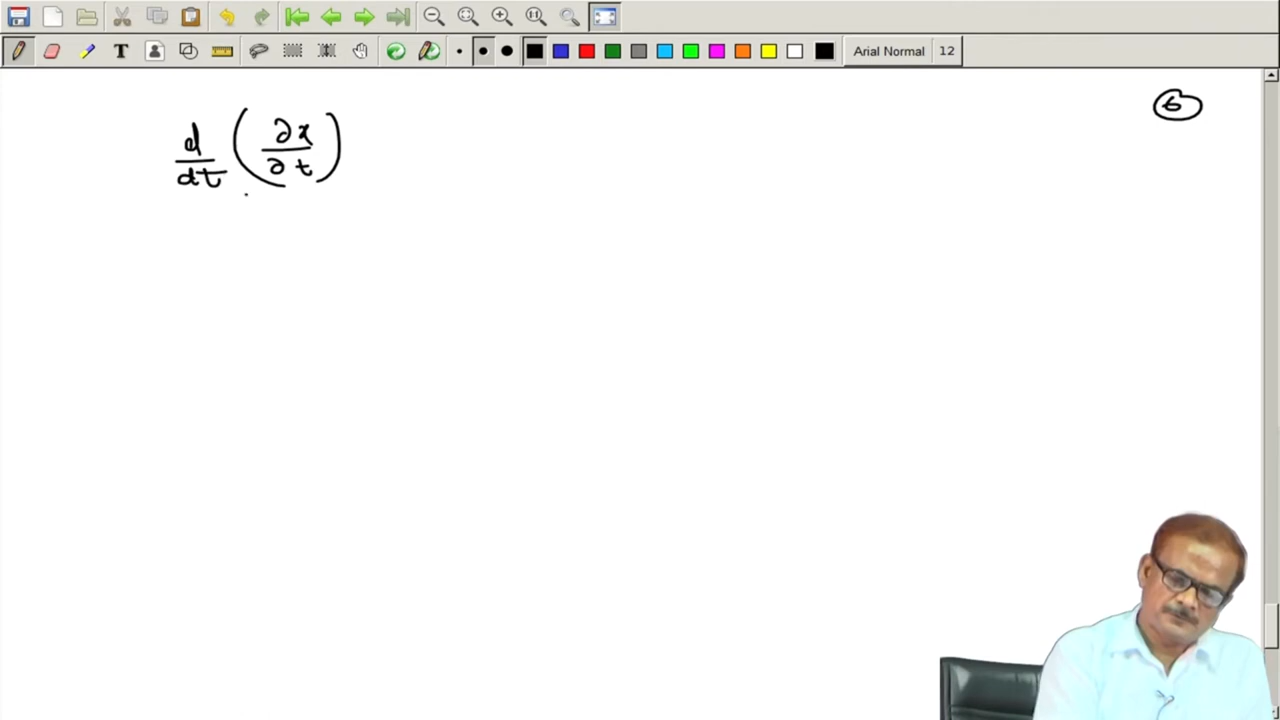 T Arial Normal 12
⑥
d/dt (∂x/∂t)